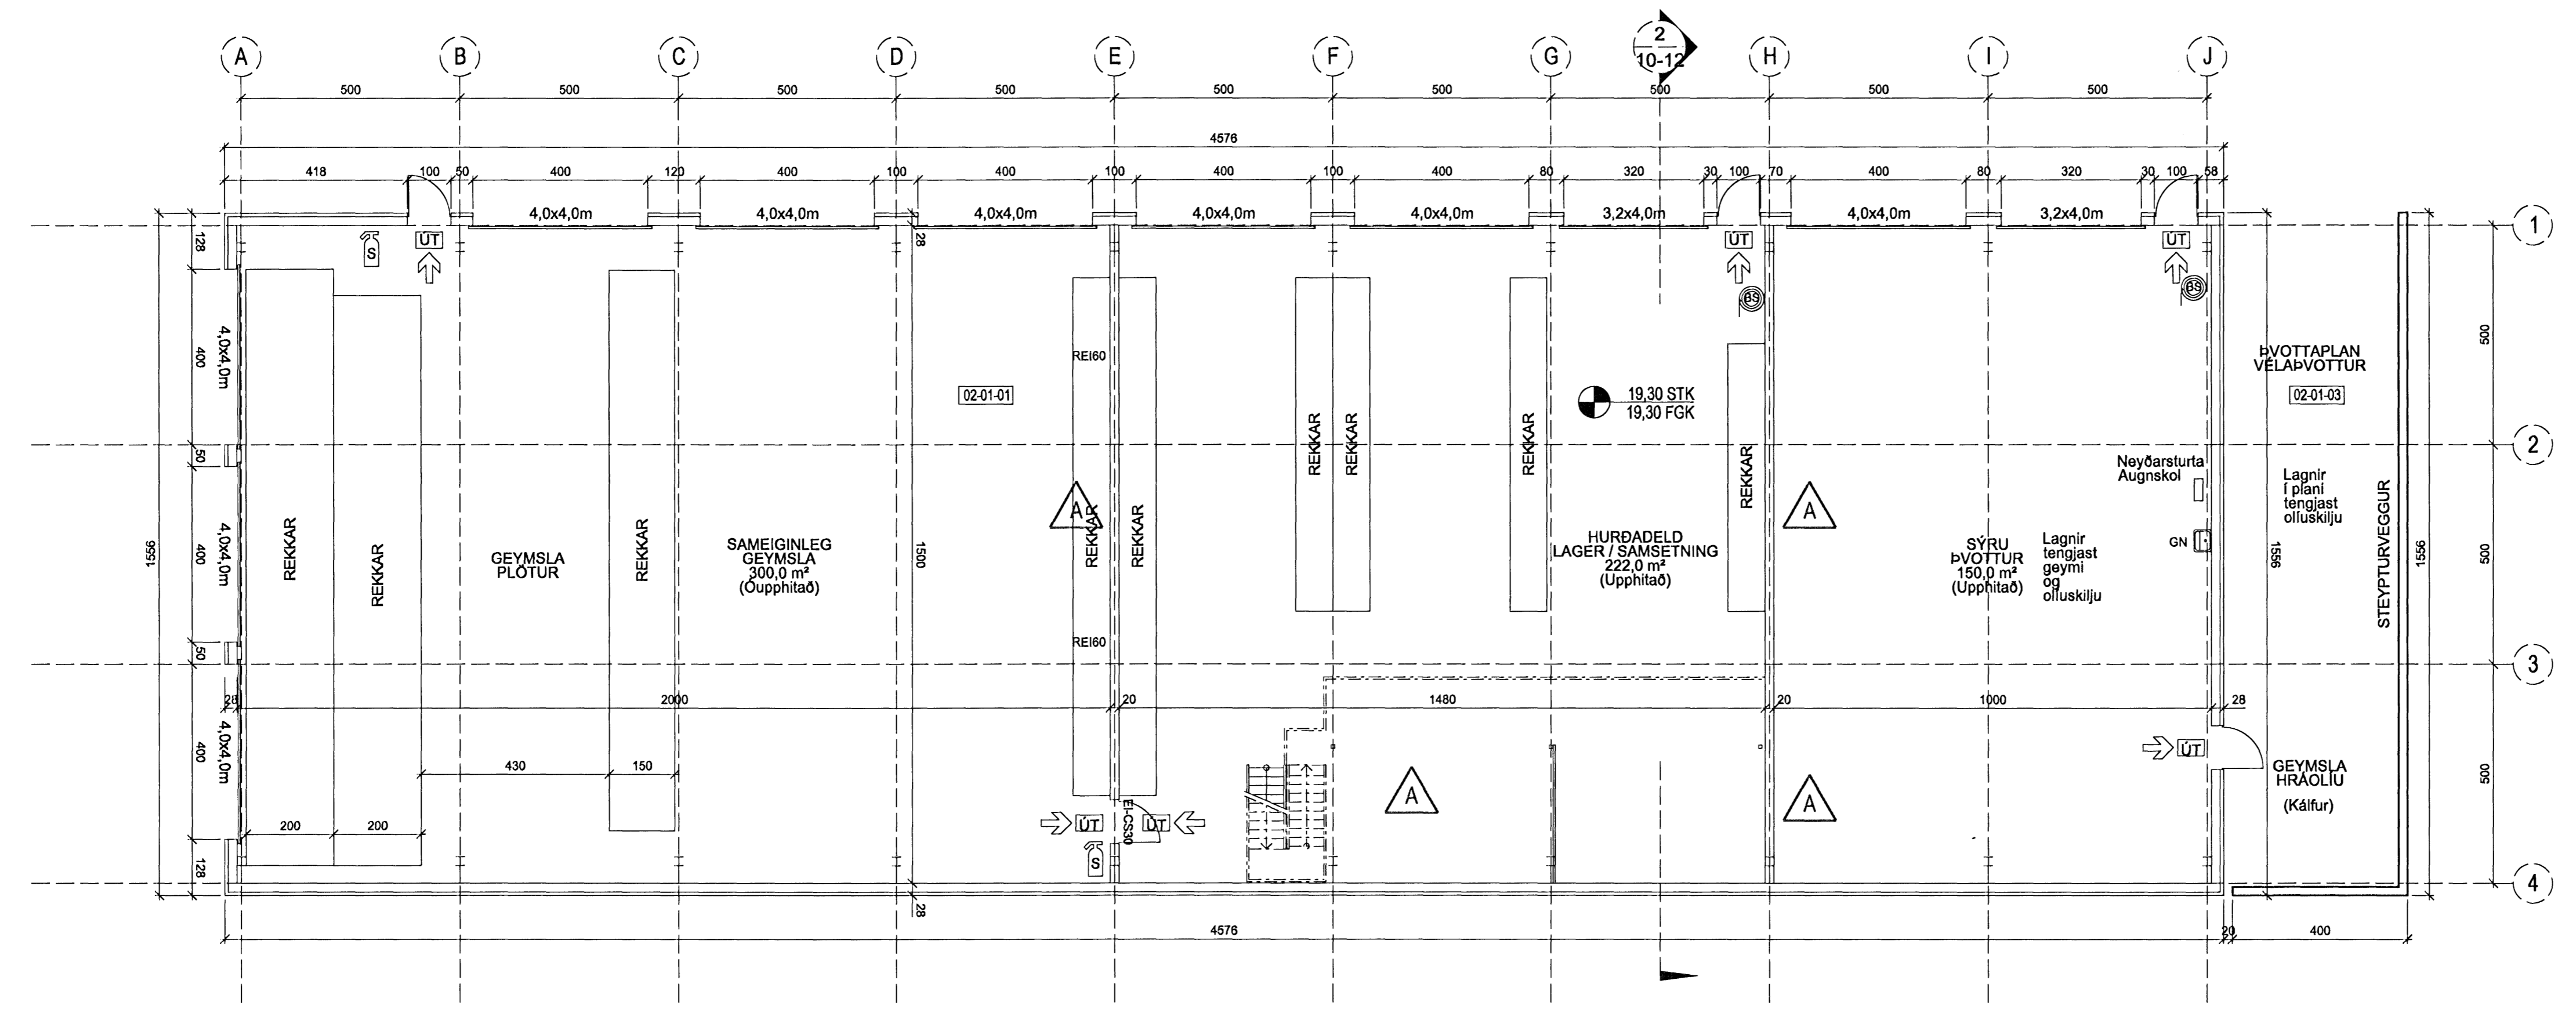 A B C D E F G 2 H I J
10-12
500 500 500 500 500 500 500 500 500
4576
418 100 50 400 120 400 100 400 100 400 100 400 80 320 30 100 70 400 80 320 30 100 58
4,0x4,0m 4,0x4,0m 4,0x4,0m 4,0x4,0m 4,0x4,0m 3,2x4,0m 4,0x4,0m 3,2x4,0m
1
128
S
ÚT
28
ÚT
ÚT
BS
BS
400
4,0x4,0m
500
REI60
02-01-01
19,30 STK
19,30 FGK
ÞVOTTAPLAN
VÉLAÞVOTTUR
02-01-03
REKKAR
REKKAR
REKKAR
REKKAR
2
50
Neyðarsturta
Augnskol
Lagnir
í plani
tengjast
olíuskilju
STEYPTURVEGGUR
A
A
1556
400
4,0x4,0m
REKKAR
REKKAR
GEYMSLA
PLÖTUR
REKKAR
SAMEIGINLEG
GEYMSLA
300,0 m²
(Óupphitað)
1500
REKKAR
REKKAR
HURÐADELD
LAGER / SAMSETNING
222,0 m²
(Upphitað)
SÝRU
ÞVOTTUR
150,0 m²
(Upphitað)
Lagnir
tengjast
geymi
og
olíuskilju
GN
1556
1556
500
REI60
50
3
28 2000 20 1480 20 1000 28
400
4,0x4,0m
430 150
ÚT
GEYMSLA
HRÁOLÍU
(Kálfur)
500
A
A
200 200
ÚT
EI-CS30
ÚT
S
128
4
28
4576
20 400